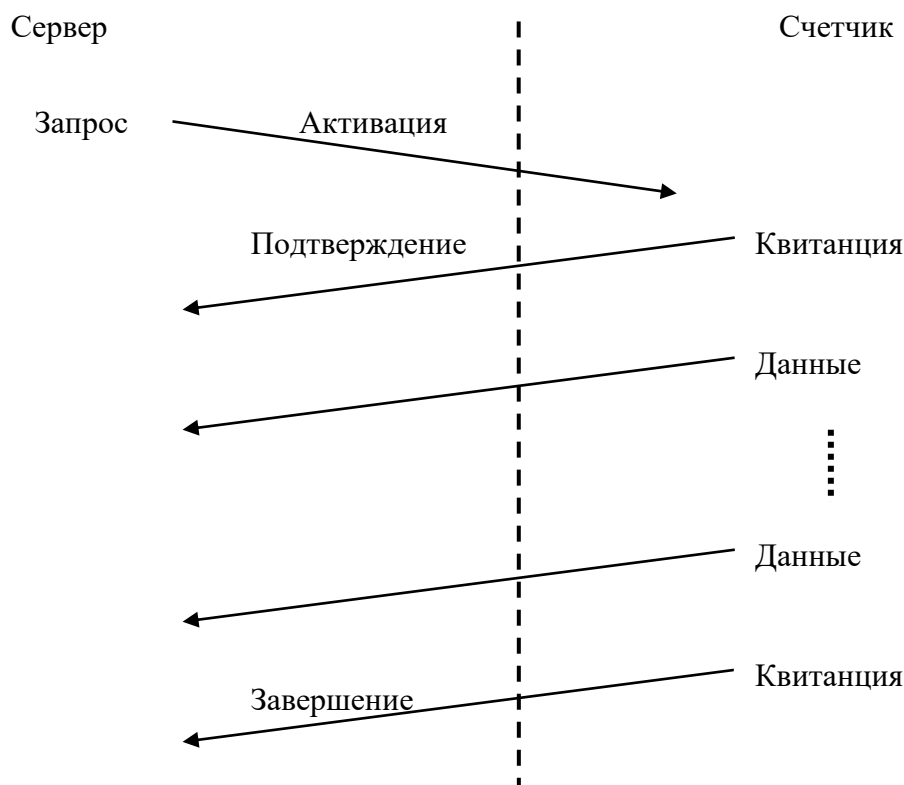 Сервер
Счетчик
Запрос
Активация
Подтверждение
Квитанция
Данные
Данные
Завершение
Квитанция